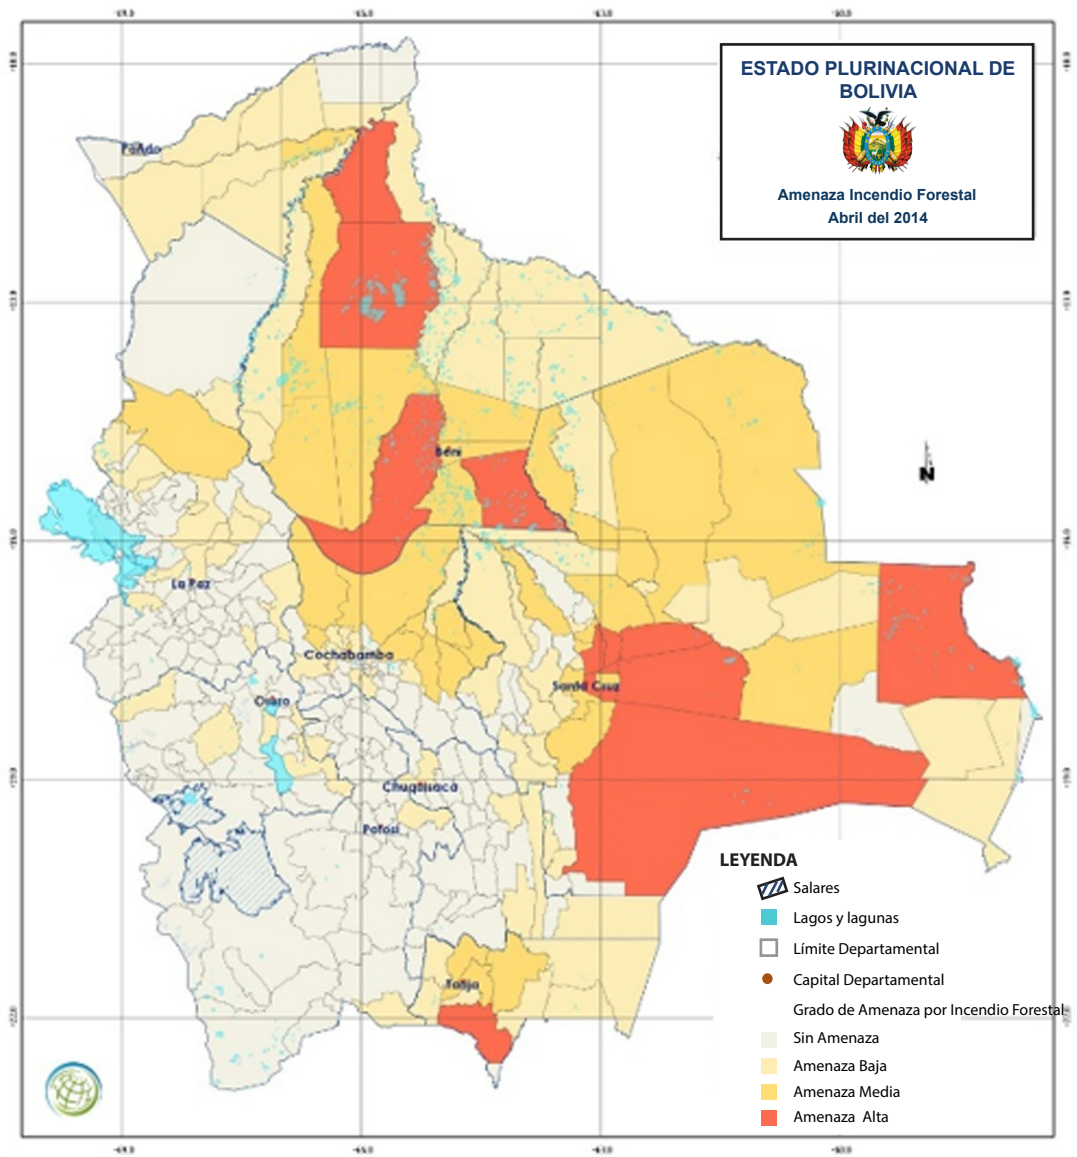 ESTADO PLURINACIONAL DE
BOLIVIA
Amenaza Incendio Forestal
Abril del 2014
Pando
Béni
N
La Paz
Cochabamba
Santa Cruz
Oruro
Chuquisaca
Potosí
Tarija
LEYENDA
Salares
Lagos y lagunas
Límite Departamental
Capital Departamental
Grado de Amenaza por Incendio Forestal
Sin Amenaza
Amenaza Baja
Amenaza Media
Amenaza Alta